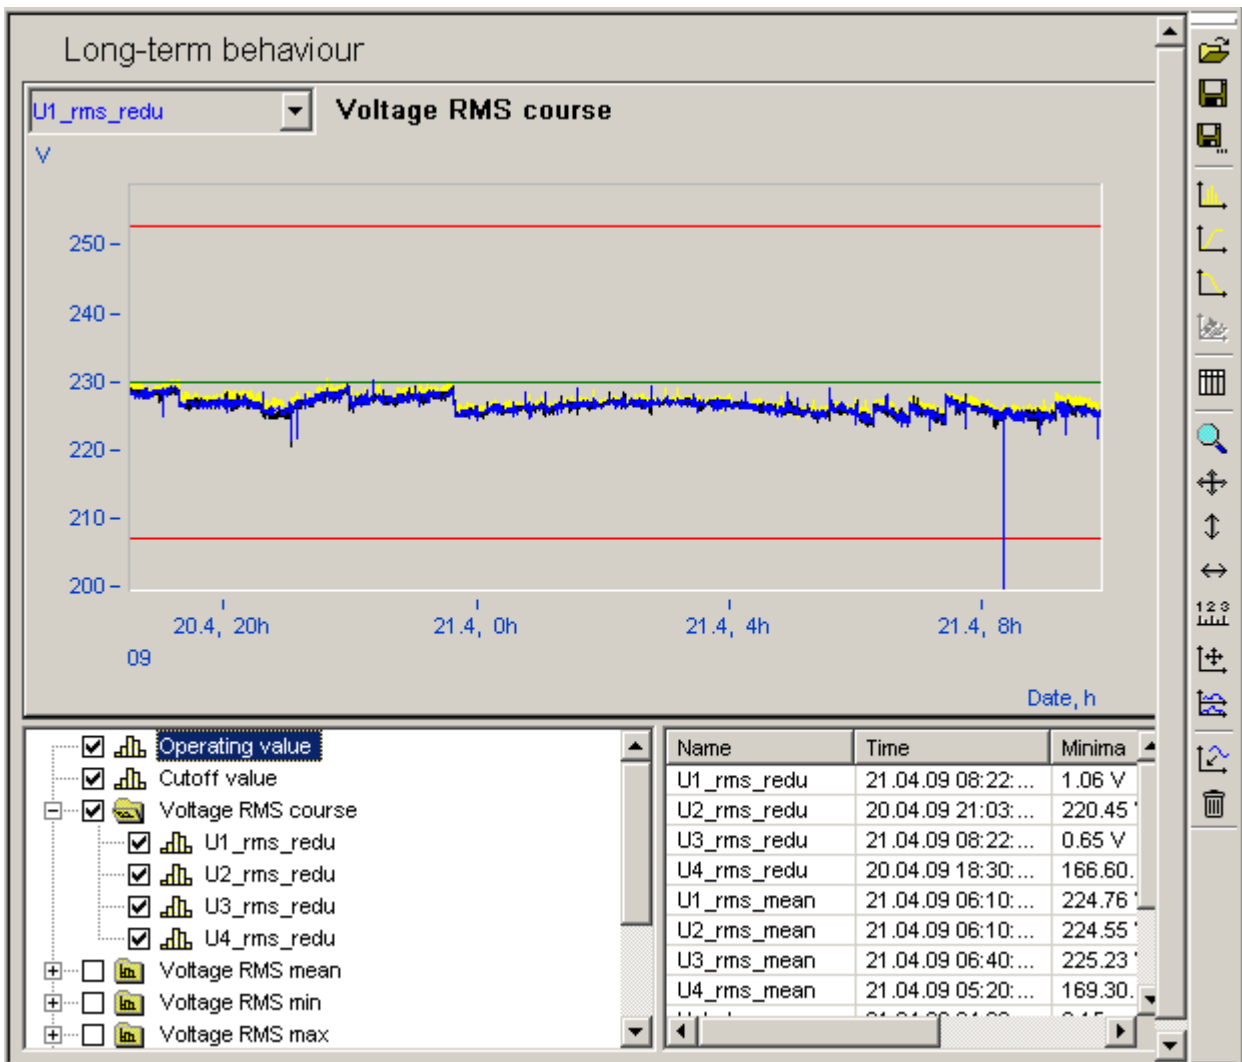 Long-term behaviour
U1_rms_redu
Voltage RMS course
V
250
240
230
220
210
200
20.4, 20h 21.4, 0h 21.4, 4h 21.4, 8h
09
Date, h
Operating value
Cutoff value
Voltage RMS course
U1_rms_redu
U2_rms_redu
U3_rms_redu
U4_rms_redu
Voltage RMS mean
Voltage RMS min
Voltage RMS max
Name Time Minima
U1_rms_redu 21.04.09 08:22:... 1.06 V
U2_rms_redu 20.04.09 21:03:... 220.45
U3_rms_redu 21.04.09 08:22:... 0.65 V
U4_rms_redu 20.04.09 18:30:... 166.60.
U1_rms_mean 21.04.09 06:10:... 224.76
U2_rms_mean 21.04.09 06:10:... 224.55
U3_rms_mean 21.04.09 06:40:... 225.23
U4_rms_mean 21.04.09 05:20:... 169.30.
1 2 3